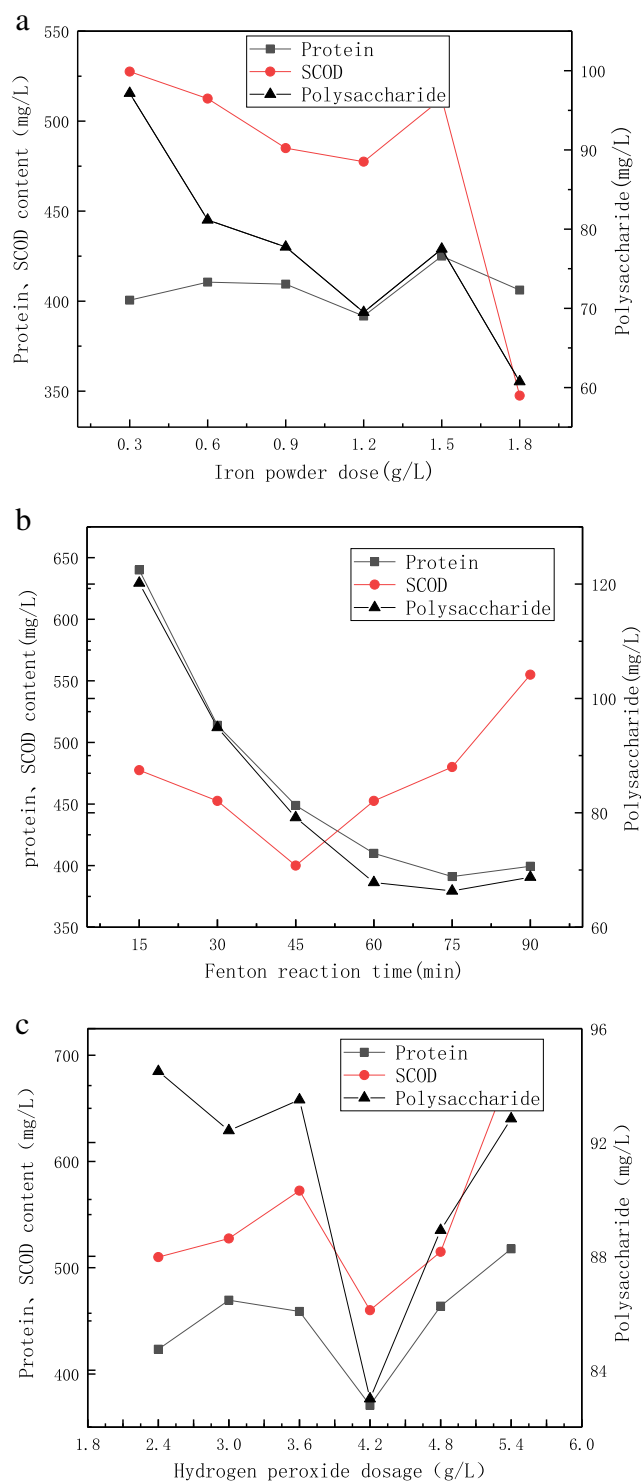 a
Protein
SCOD
Polysaccharide
550
500
450
400
350
100
90
80
70
60
Protein、SCOD content (mg/L)
Polysaccharide(mg/L)
0.3 0.6 0.9 1.2 1.5 1.8
Iron powder dose(g/L)
b
Protein
SCOD
Polysaccharide
650
600
550
500
450
400
350
120
100
80
60
protein、SCOD content(mg/L)
Polysaccharide(mg/L)
15 30 45 60 75 90
Fenton reaction time(min)
c
Protein
SCOD
Polysaccharide
700
600
500
400
96
92
88
84
Protein、SCOD content (mg/L)
Polysaccharide (mg/L)
1.8 2.4 3.0 3.6 4.2 4.8 5.4 6.0
Hydrogen peroxide dosage (g/L)